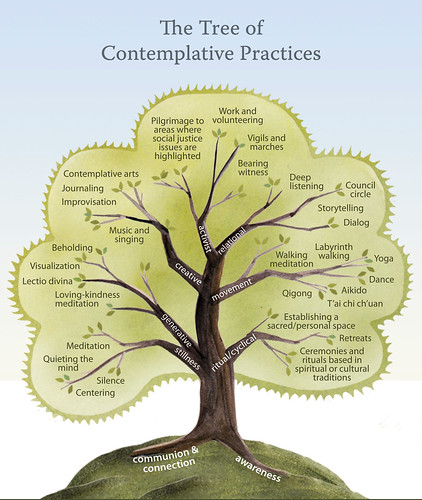 The Tree of
Contemplative Practices
Work and
volunteering
Pilgrimage to
areas where
social justice
issues are
highlighted
Vigils and
marches
Bearing
witness
Contemplative arts
Journaling
Improvisation
Music and
singing
Deep
listening
Council
circle
Storytelling
Dialog
activist
relational
Beholding
Visualization
Lectio divina
Loving-kindness
meditation
creative
movement
Walking
meditation
Labyrinth
walking
Yoga
Dance
Qigong
Aikido
T'ai chi ch'uan
generative
Meditation
Quieting the
mind
Silence
Centering
stillness
ritual/cyclical
Establishing a
sacred/personal space
Retreats
Ceremonies and
rituals based in
spiritual or cultural
traditions
communion &
connection
awareness